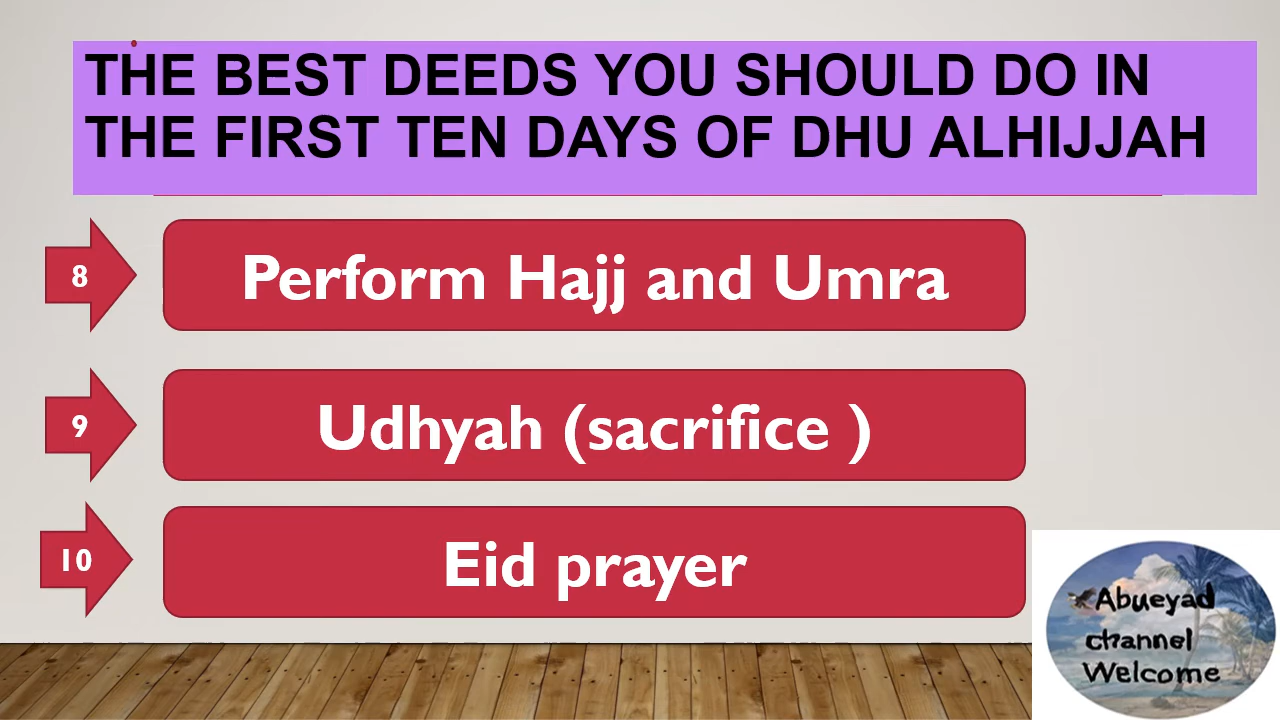 THE BEST DEEDS YOU SHOULD DO IN
THE FIRST TEN DAYS OF DHU ALHIJJAH
8
Perform Hajj and Umra
9
Udhyah (sacrifice )
10
Eid prayer
Abueyad
channel
Welcome